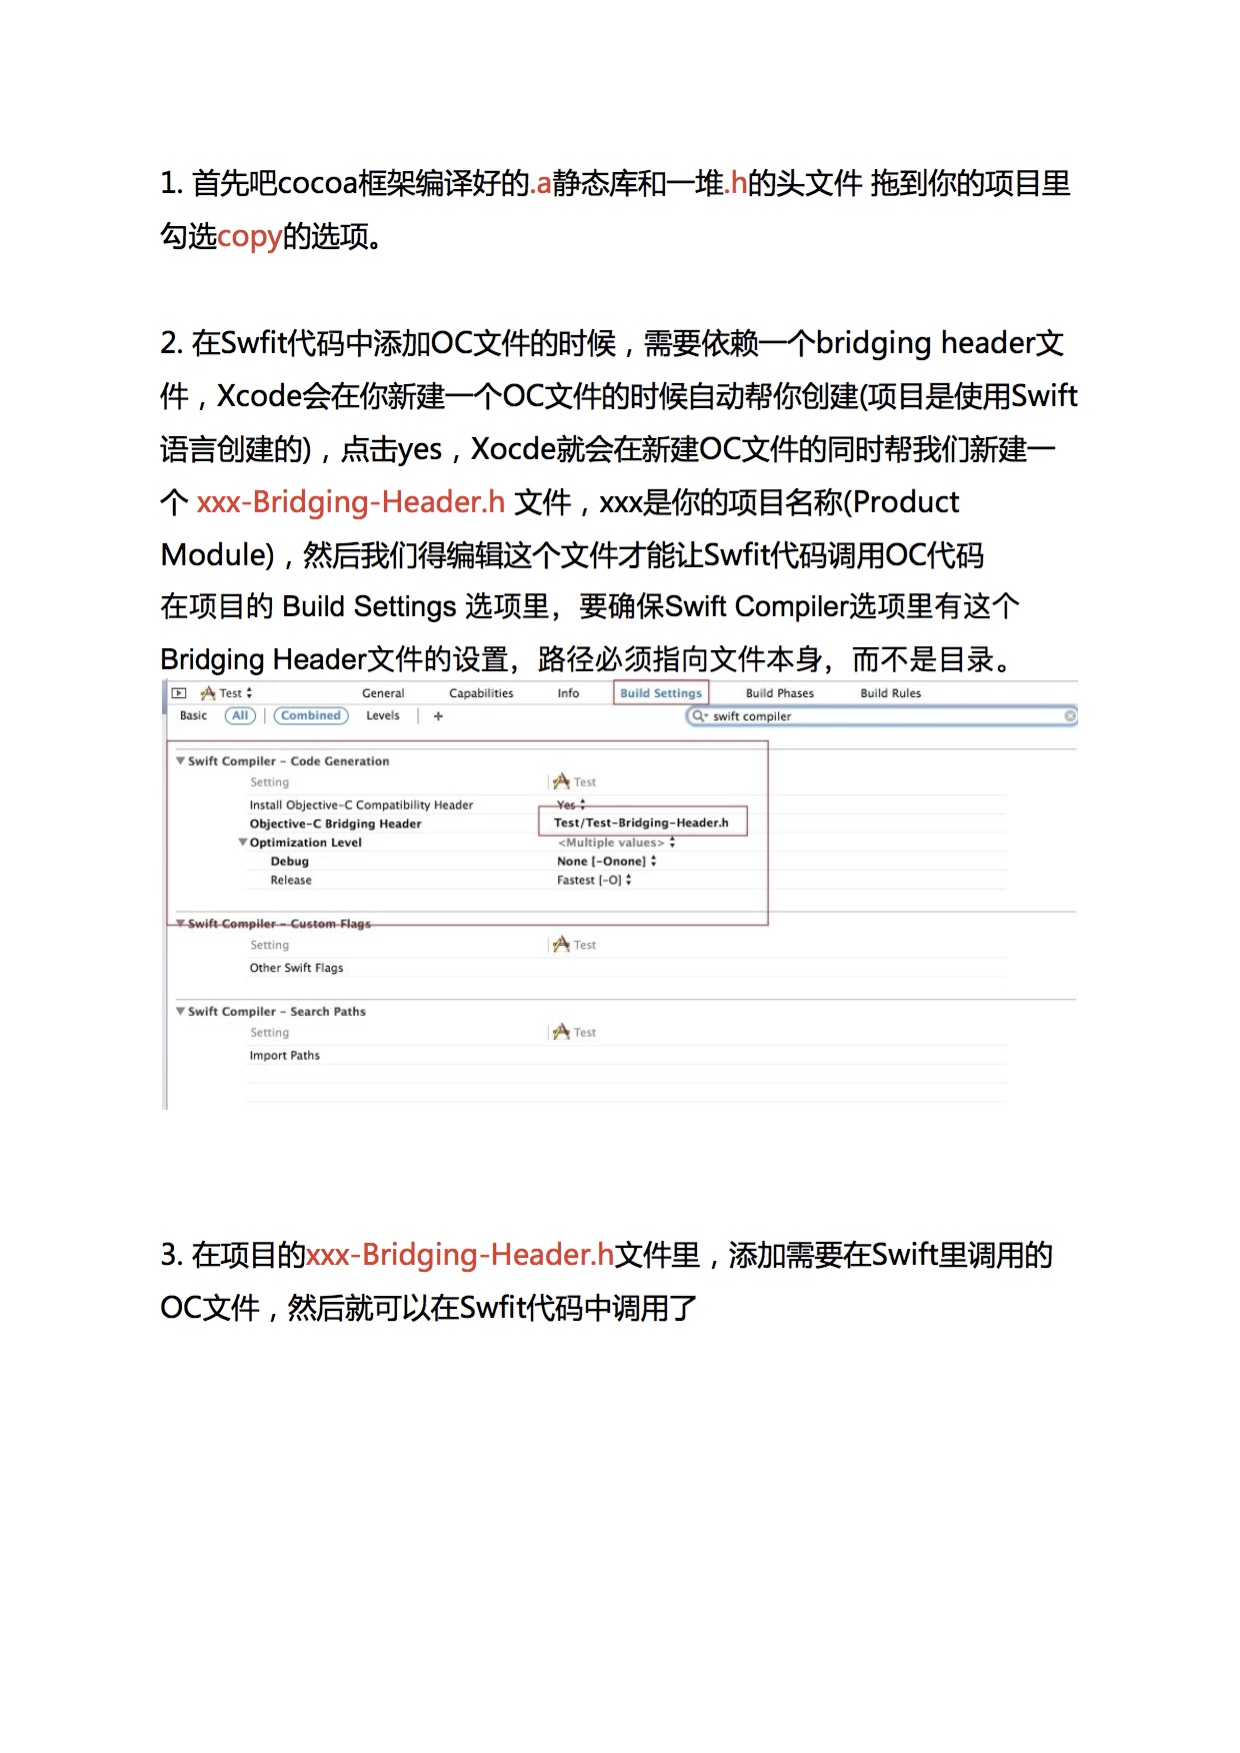 1. 首先吧cocoa框架编译好的.a静态库和一堆.h的头文件 拖到你的项目里
勾选copy的选项。
2. 在Swfit代码中添加OC文件的时候，需要依赖一个bridging header文
件，Xcode会在你新建一个OC文件的时候自动帮你创建(项目是使用Swift
语言创建的)，点击yes，Xocde就会在新建OC文件的同时帮我们新建一
个 xxx-Bridging-Header.h 文件，xxx是你的项目名称(Product
Module)，然后我们得编辑这个文件才能让Swfit代码调用OC代码
在项目的 Build Settings 选项里，要确保Swift Compiler选项里有这个
Bridging Header文件的设置，路径必须指向文件本身，而不是目录。
Test General Capabilities Info Build Settings Build Phases Build Rules
Basic All | Combined Levels | + swift compiler
Swift Compiler - Code Generation
Setting Test
Install Objective-C Compatibility Header Yes
Objective-C Bridging Header Test/Test-Bridging-Header.h
Optimization Level <Multiple values>
Debug None [-Onone]
Release Fastest [-O]
Swift Compiler - Custom Flags
Setting Test
Other Swift Flags
Swift Compiler - Search Paths
Setting Test
Import Paths
3. 在项目的xxx-Bridging-Header.h文件里，添加需要在Swift里调用的
OC文件，然后就可以在Swfit代码中调用了